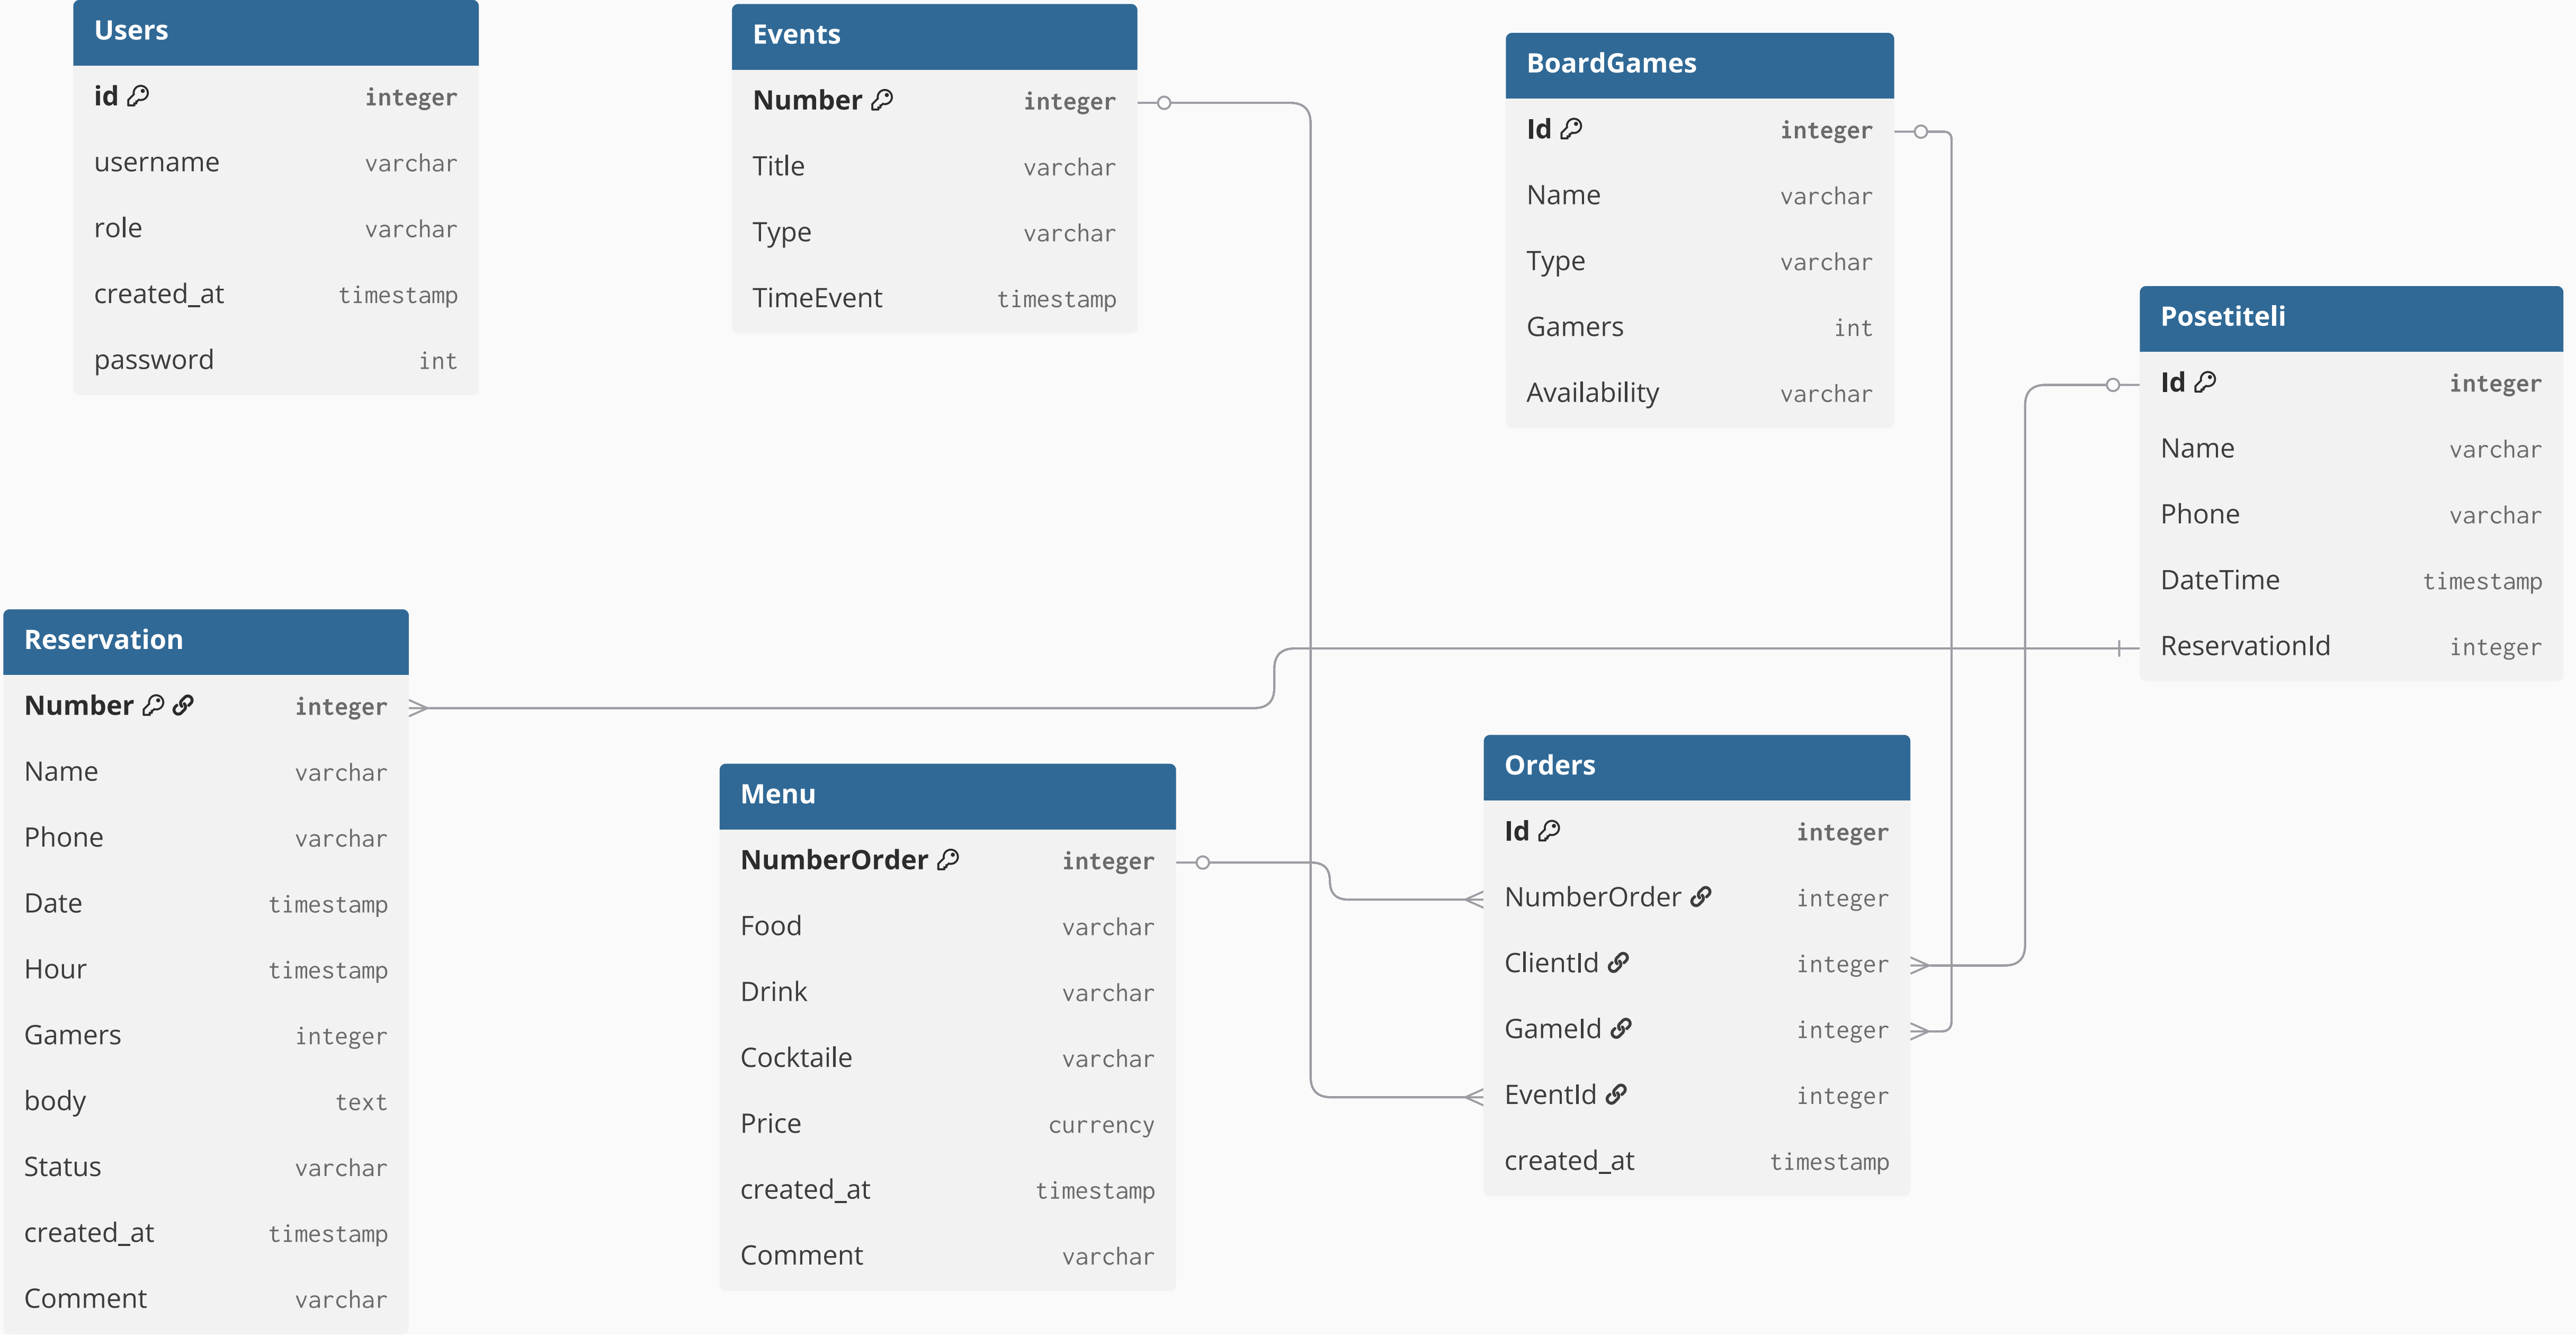 Users
id integer
username varchar
role varchar
created_at timestamp
password int
Events
Number integer
Title varchar
Type varchar
TimeEvent timestamp
BoardGames
Id integer
Name varchar
Type varchar
Gamers int
Availability varchar
Posetiteli
Id integer
Name varchar
Phone varchar
DateTime timestamp
ReservationId integer
Reservation
Number integer
Name varchar
Phone varchar
Date timestamp
Hour timestamp
Gamers integer
body text
Status varchar
created_at timestamp
Comment varchar
Menu
NumberOrder integer
Food varchar
Drink varchar
Cocktaile varchar
Price currency
created_at timestamp
Comment varchar
Orders
Id integer
NumberOrder integer
ClientId integer
GameId integer
EventId integer
created_at timestamp